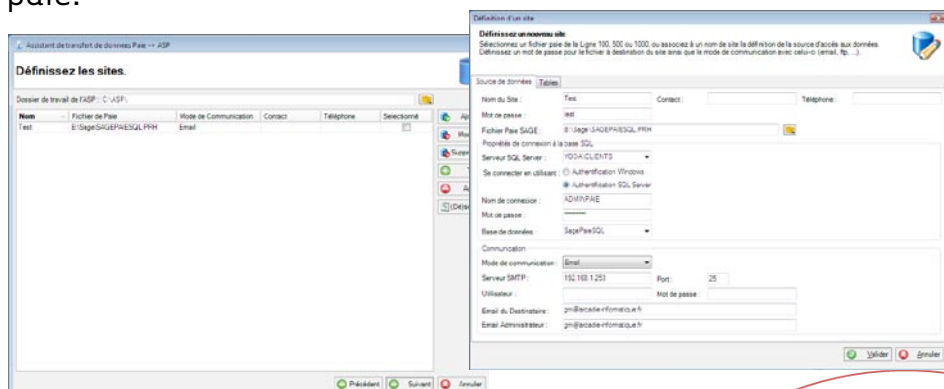 paie.
Assistant de transfert de données Paie --> ASP
Définissez les sites.
Dossier de travail de l'ASP : C:\ASP\
Nom Fichier de Paie Mode de Communication Contact Téléphone Selectionné
Test E:\Sage\SAGEPAIESQL.PRH Email
Précédent Suivant Annuler
Définition d'un site
Définissez un nouveau site
Sélectionnez un fichier paie de la Ligne 100, 500 ou 1000, ou associez à un nom de site la définition de la source d'accès aux données.
Définissez un mot de passe pour le fichier à destination du site ainsi que le mode de communication avec celui-ci (email, ftp, ...).
Source de données Tables
Nom du Site : Test Contact : Téléphone :
Mot de passe : test
Fichier Paie SAGE : E:\Sage\SAGEPAIESQL.PRH
Propriétés de connexion à la base SQL
Serveur SQL Server : YODA\CLIENTS
Se connecter en utilisant : Authentification Windows
Authentification SQL Server
Nom de connexion : ADMINPAIE
Mot de passe :
Base de données : SagePaieSQL
Communication
Mode de communication : Email
Serveur SMTP : 192.168.1.253 Port : 25
Utilisateur : Mot de passe :
Email du Destinataire : gm@arcade-informatique.fr
Email Administrateur : gm@arcade-informatique.fr
Valider Annuler